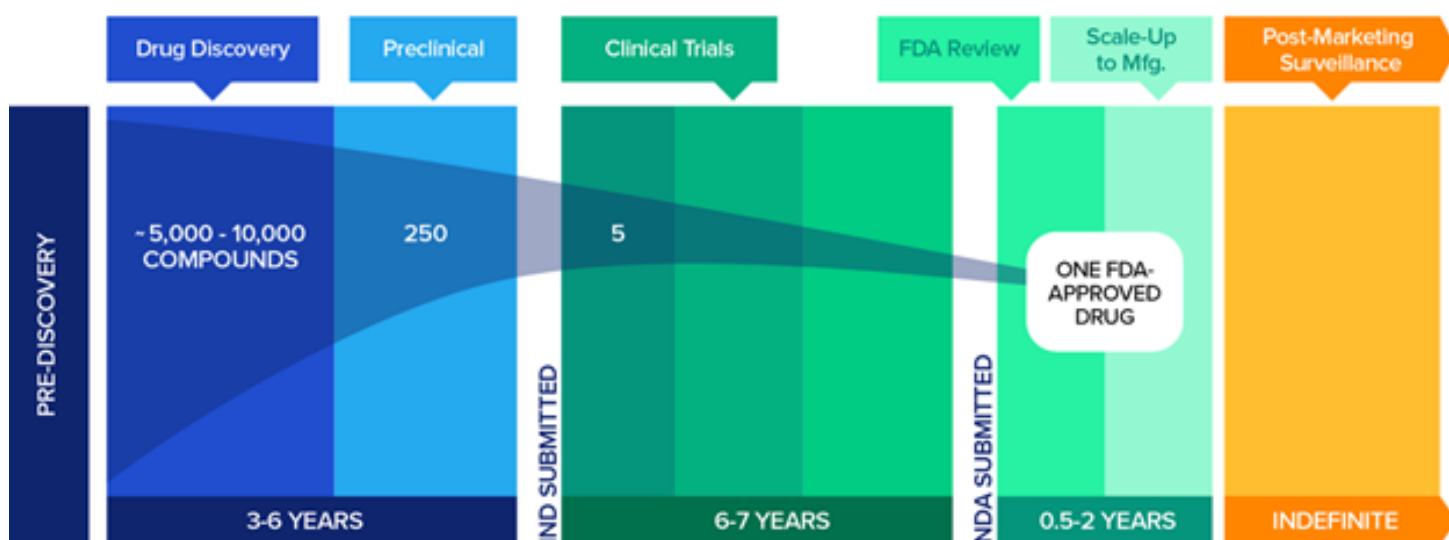 Drug Discovery
Preclinical
Clinical Trials
FDA Review
Scale-Up
to Mfg.
Post-Marketing
Surveillance
PRE-DISCOVERY
~5,000 - 10,000
COMPOUNDS
250
IND SUBMITTED
5
NDA SUBMITTED
ONE FDA-
APPROVED
DRUG
3-6 YEARS
6-7 YEARS
0.5-2 YEARS
INDEFINITE